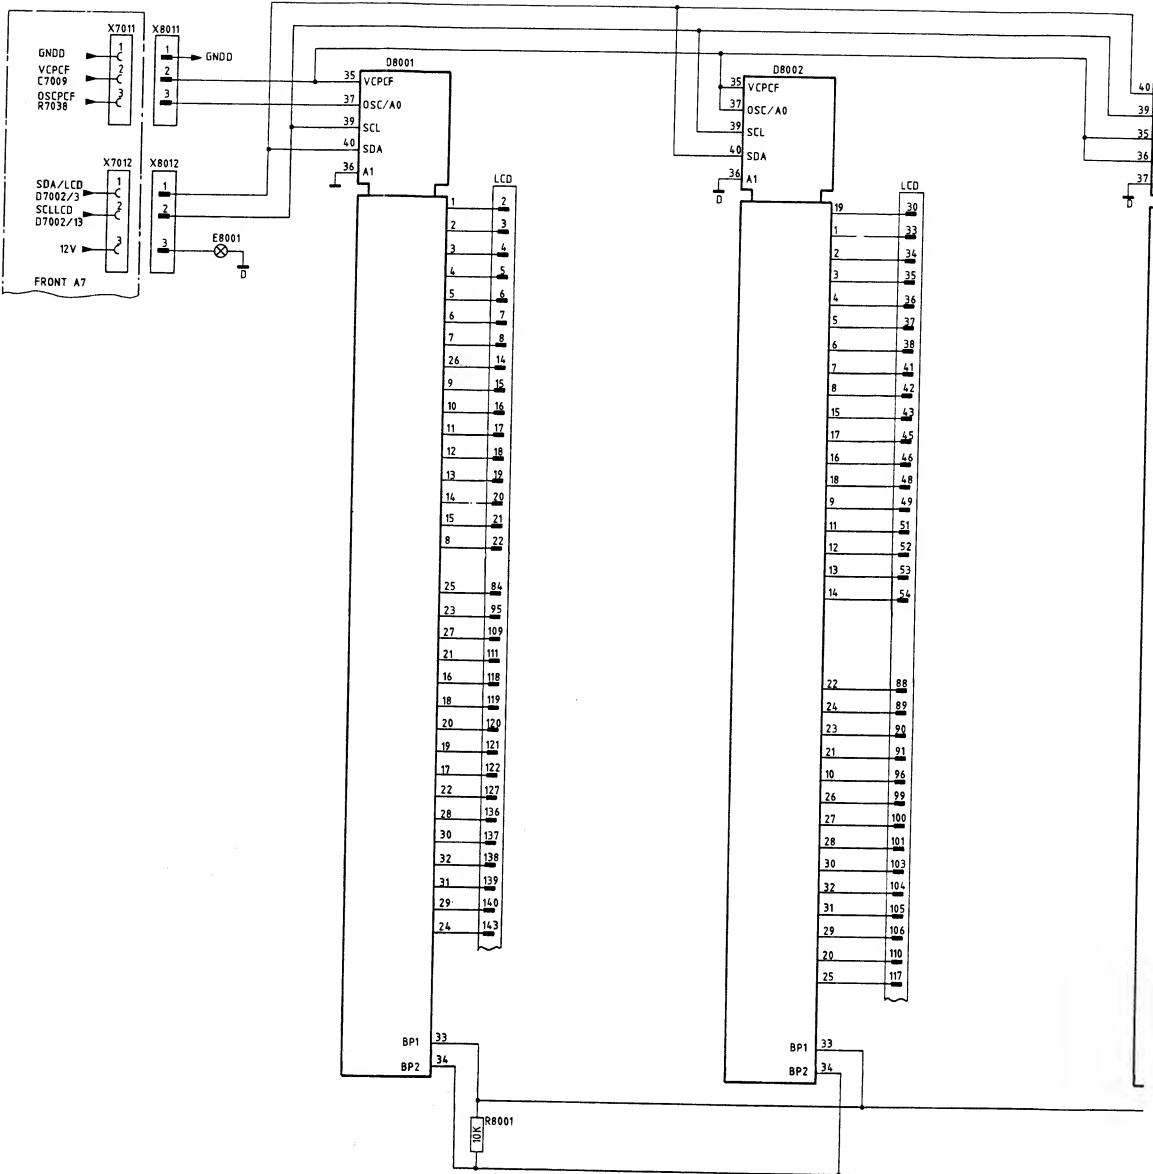 X7011 X8011
GNDD 1 1 GNDD
VCPCF 2 2
C7009
OSCPCF 3 3
R7038
X7012 X8012
SDA/LCD 1 1
D7002/3
SCLLCD 2 2
D7002/13
12V 3 3 E8001
D
FRONT A7
D8001
35 VCPCF
37 OSC/A0
39 SCL
40 SDA
36 A1
LCD
1 2
2 3
3 4
4 5
5 6
6 7
7 8
26 14
9 15
10 16
11 17
12 18
13 19
14 20
15 21
8 22
25 84
23 95
27 109
21 111
16 118
18 119
20 120
19 121
17 122
22 127
28 136
30 137
32 138
31 139
29 140
24 143
BP1 33
BP2 34
10K R8001
D8002
35 VCPCF
37 OSC/A0
39 SCL
40 SDA
36 A1
D
LCD
19 30
1 33
2 34
3 35
4 36
5 37
6 38
7 41
8 42
15 43
17 45
16 46
18 48
9 49
11 51
12 52
13 53
14 54
22 88
24 89
23 90
21 91
10 96
26 99
27 100
28 101
30 103
32 104
31 105
29 106
20 110
25 117
BP1 33
BP2 34
40
39
35
36
37
D